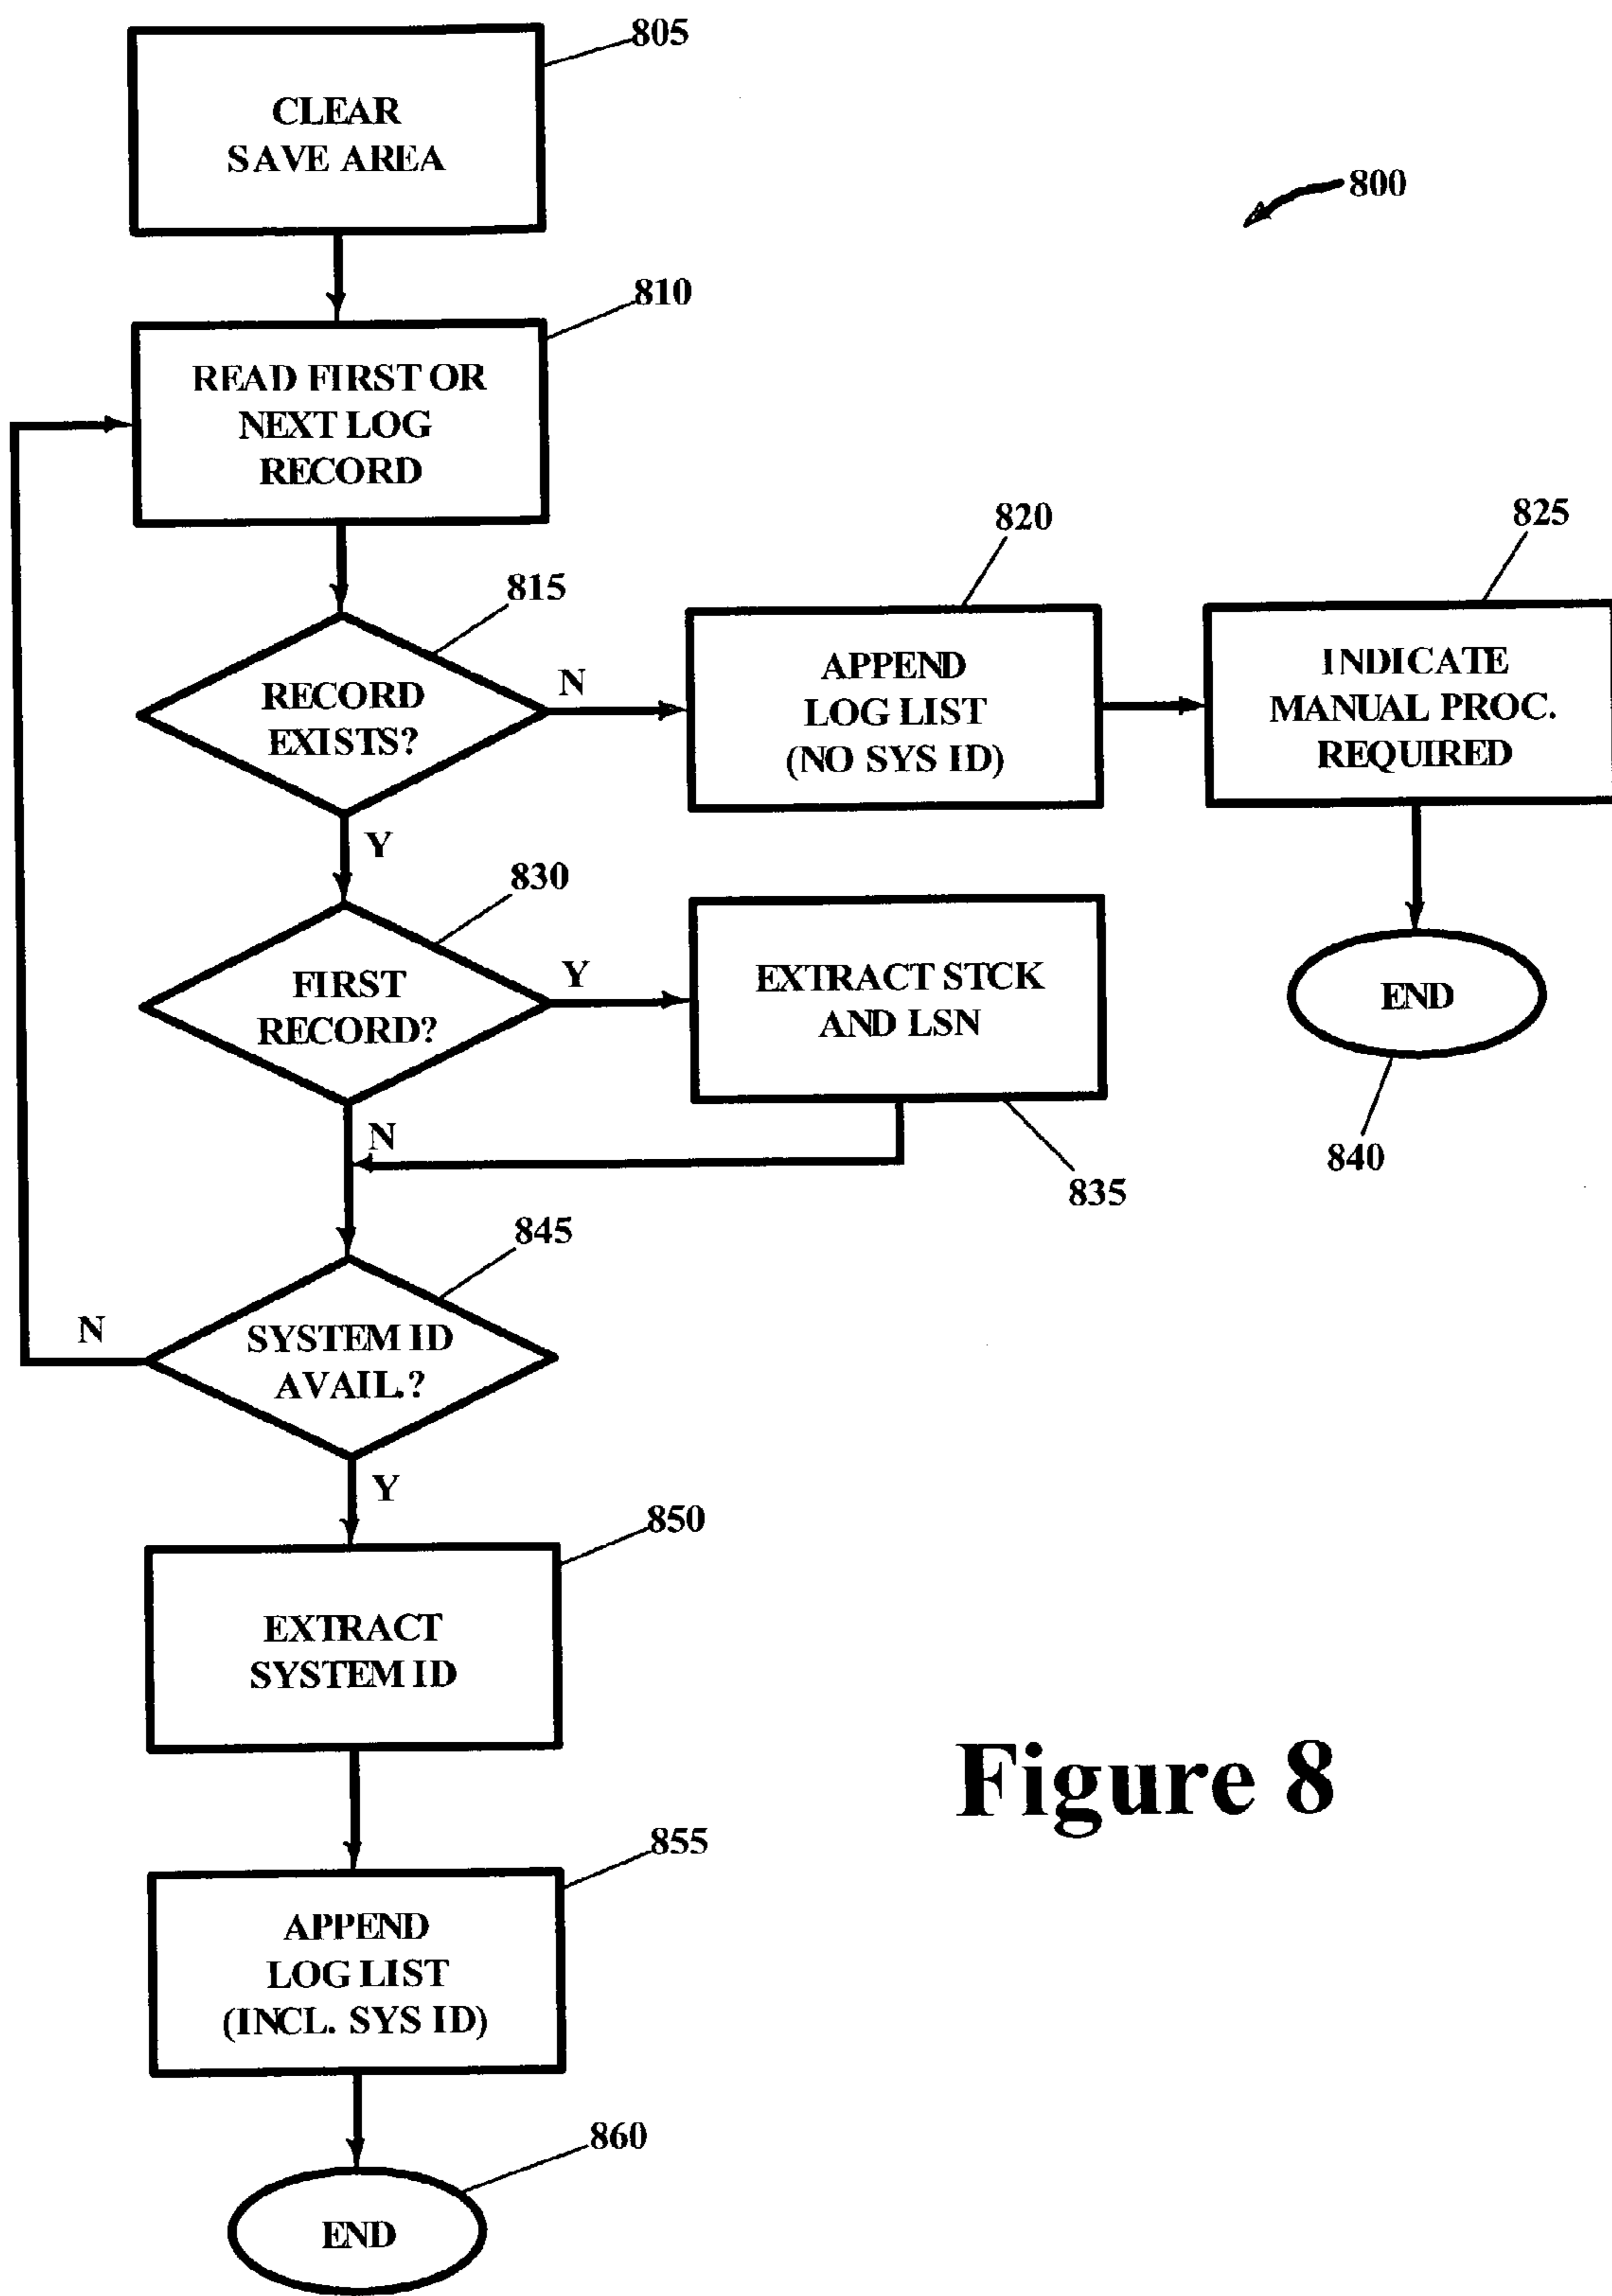 805
CLEAR
SAVE AREA
800
810
READ FIRST OR
NEXT LOG
RECORD
815
RECORD
EXISTS?
N
820
APPEND
LOG LIST
(NO SYS ID)
825
INDICATE
MANUAL PROC.
REQUIRED
Y
830
FIRST
RECORD?
Y
EXTRACT STCK
AND LSN
835
END
840
N
845
SYSTEM ID
AVAIL.?
N
Y
850
EXTRACT
SYSTEM ID
855
APPEND
LOG LIST
(INCL. SYS ID)
860
END
Figure 8